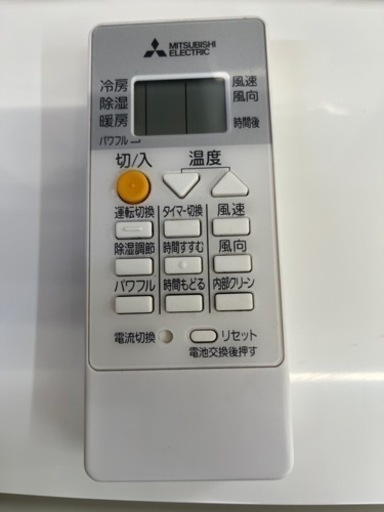 MITSUBISHI
ELECTRIC
冷房 風速
除湿 風向
暖房 時間後
パワフル
切/入 温度
運転切換 タイマー切換 風速
除湿調節 時間すすむ 風向
パワフル 時間もどる 内部クリーン
電流切換 リセット
電池交換後押す